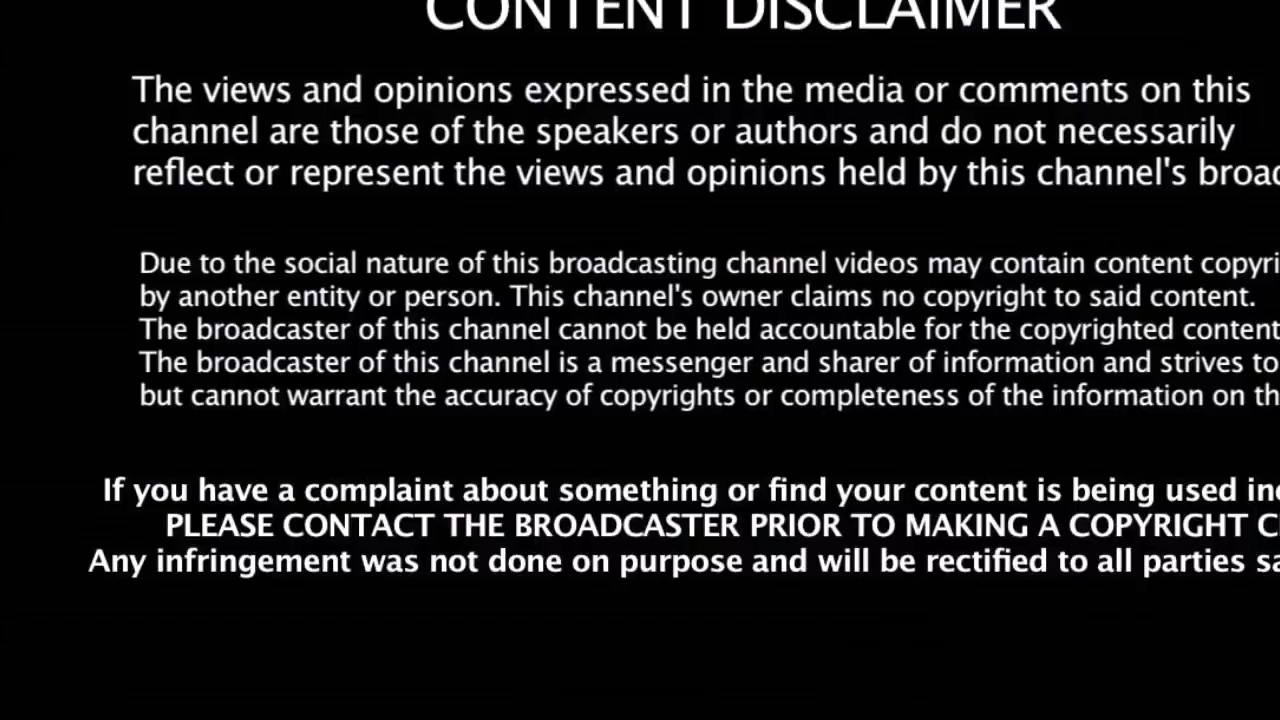 CONTENT DISCLAIMER
The views and opinions expressed in the media or comments on this
channel are those of the speakers or authors and do not necessarily
reflect or represent the views and opinions held by this channel's broad
Due to the social nature of this broadcasting channel videos may contain content copyri
by another entity or person. This channel's owner claims no copyright to said content.
The broadcaster of this channel cannot be held accountable for the copyrighted content
The broadcaster of this channel is a messenger and sharer of information and strives to
but cannot warrant the accuracy of copyrights or completeness of the information on th
If you have a complaint about something or find your content is being used inc
PLEASE CONTACT THE BROADCASTER PRIOR TO MAKING A COPYRIGHT C
Any infringement was not done on purpose and will be rectified to all parties sa